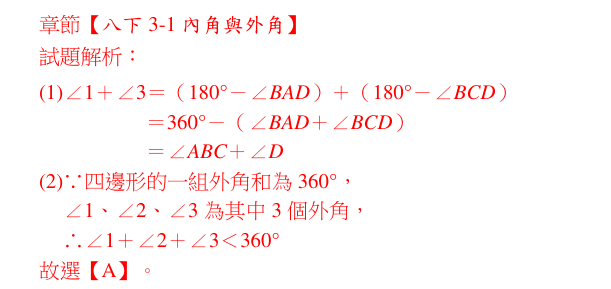 章節【八下 3-1 內角與外角】
試題解析：
(1)∠1＋∠3＝（180°－∠BAD）＋（180°－∠BCD）
＝360°－（∠BAD＋∠BCD）
＝∠ABC＋∠D
(2)∵四邊形的一組外角和為 360°，
∠1、∠2、∠3 為其中 3 個外角，
∴∠1＋∠2＋∠3＜360°
故選【A】。